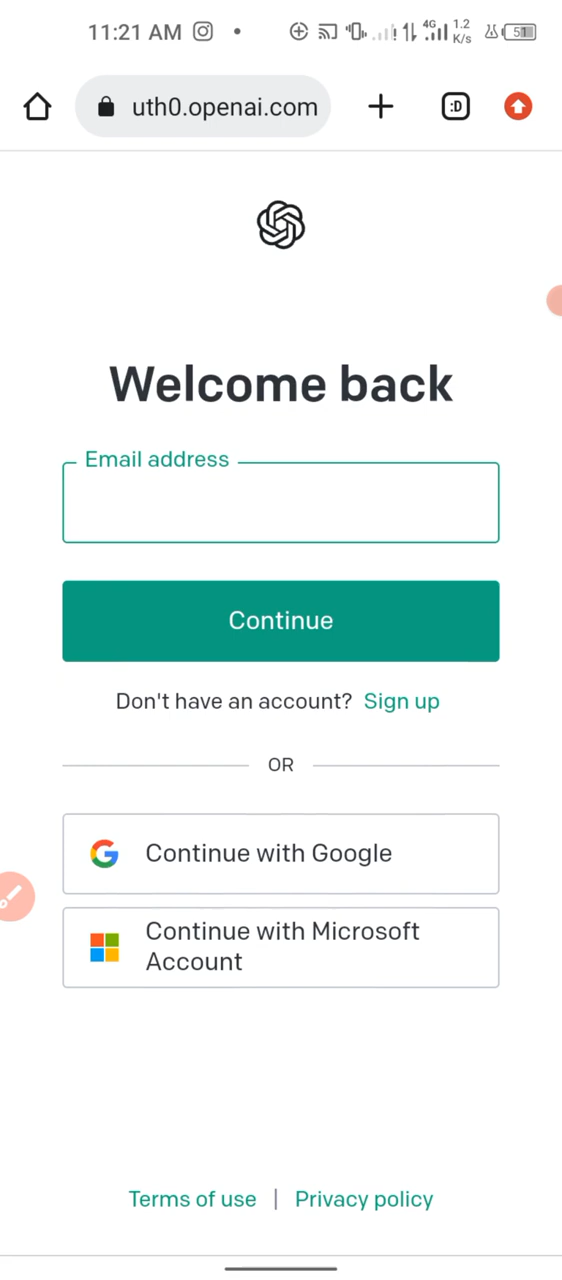 11:21 AM
4G 1.2 K/s 51
uth0.openai.com
:D
Welcome back
Email address
Continue
Don't have an account? Sign up
OR
Continue with Google
Continue with Microsoft
Account
Terms of use | Privacy policy